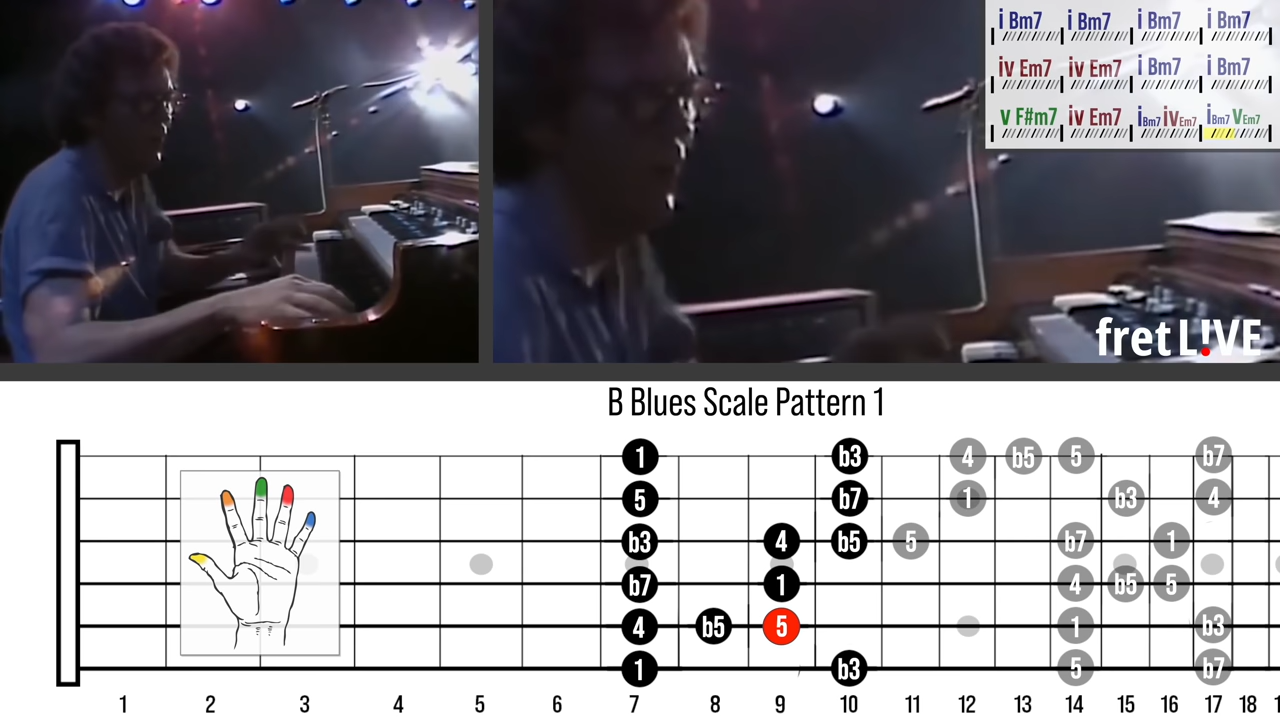 i Bm7 i Bm7 i Bm7 i Bm7
iv Em7 iv Em7 i Bm7 i Bm7
v F#m7 iv Em7 i Bm7 iV Em7 i Bm7 V Em7
fret L!VE
B Blues Scale Pattern 1
1 b3 4 b5 5 b7
5 b7 1 b3 4
b3 4 b5 5 b7 1
b7 1 4 b5 5
4 b5 5 1 b3
1 b3 5 b7
1 2 3 4 5 6 7 8 9 10 11 12 13 14 15 16 17 18